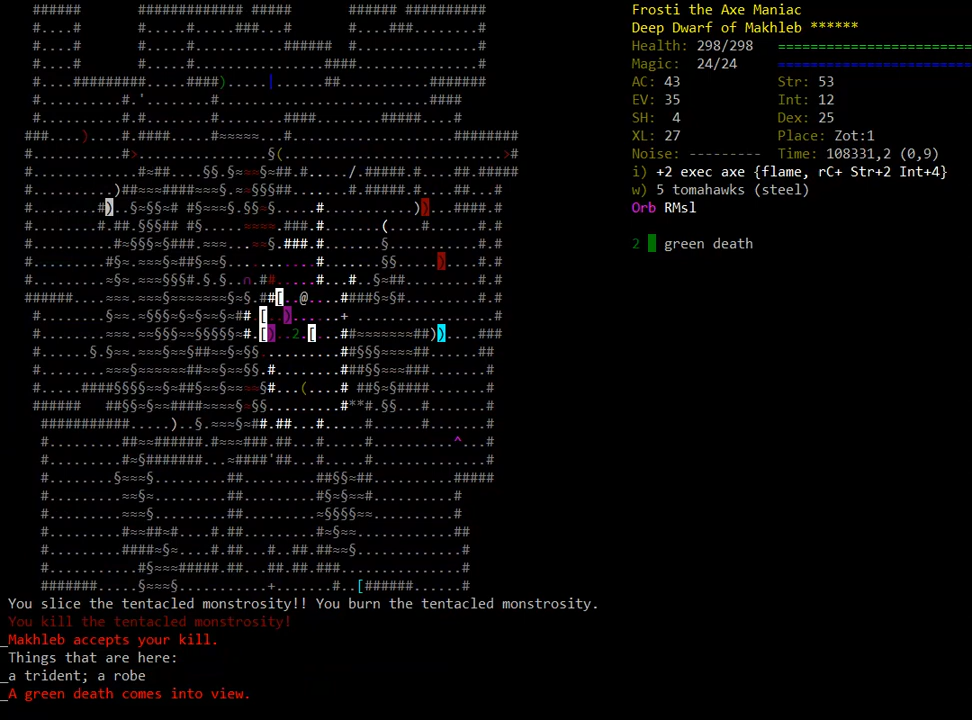 Frosti the Axe Maniac
Deep Dwarf of Makhleb ******
Health: 298/298
Magic: 24/24
AC: 43 Str: 53
EV: 35 Int: 12
SH: 4 Dex: 25
XL: 27 Place: Zot:1
Noise: --------- Time: 108331,2 (0,9)
i) +2 exec axe {flame, rC+ Str+2 Int+4}
w) 5 tomahawks (steel)
Orb RMsl
2 green death
You slice the tentacled monstrosity!! You burn the tentacled monstrosity.
You kill the tentacled monstrosity!
_Makhleb accepts your kill.
Things that are here:
_a trident; a robe
_A green death comes into view.